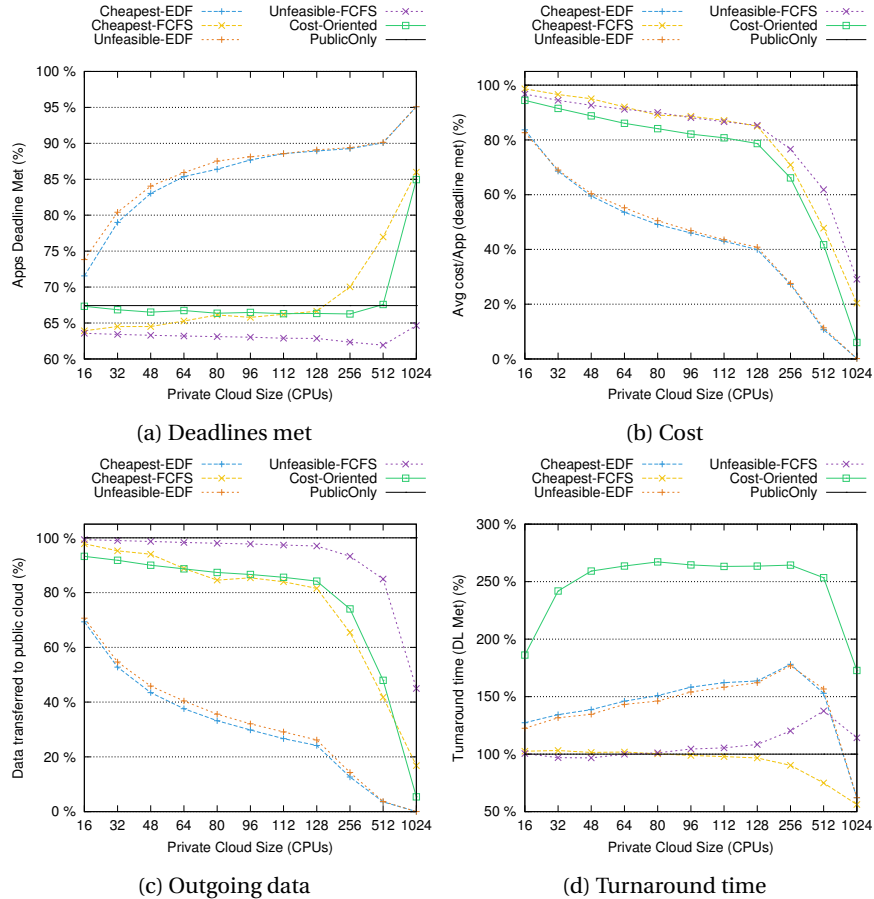 Cheapest-EDF
Cheapest-FCFS
Unfeasible-EDF
Unfeasible-FCFS
Cost-Oriented
PublicOnly
100 %
95 %
90 %
85 %
80 %
75 %
70 %
65 %
60 %
Apps Deadline Met (%)
16 32 48 64 80 96 112 128 256 512 1024
Private Cloud Size (CPUs)
(a) Deadlines met
Cheapest-EDF
Cheapest-FCFS
Unfeasible-EDF
Unfeasible-FCFS
Cost-Oriented
PublicOnly
100 %
80 %
60 %
40 %
20 %
0 %
Avg cost/App (deadline met) (%)
16 32 48 64 80 96 112 128 256 512 1024
Private Cloud Size (CPUs)
(b) Cost
Cheapest-EDF
Cheapest-FCFS
Unfeasible-EDF
Unfeasible-FCFS
Cost-Oriented
PublicOnly
100 %
80 %
60 %
40 %
20 %
0 %
Data transferred to public cloud (%)
16 32 48 64 80 96 112 128 256 512 1024
Private Cloud Size (CPUs)
(c) Outgoing data
Cheapest-EDF
Cheapest-FCFS
Unfeasible-EDF
Unfeasible-FCFS
Cost-Oriented
PublicOnly
300 %
250 %
200 %
150 %
100 %
50 %
Turnaround time (DL Met) (%)
16 32 48 64 80 96 112 128 256 512 1024
Private Cloud Size (CPUs)
(d) Turnaround time